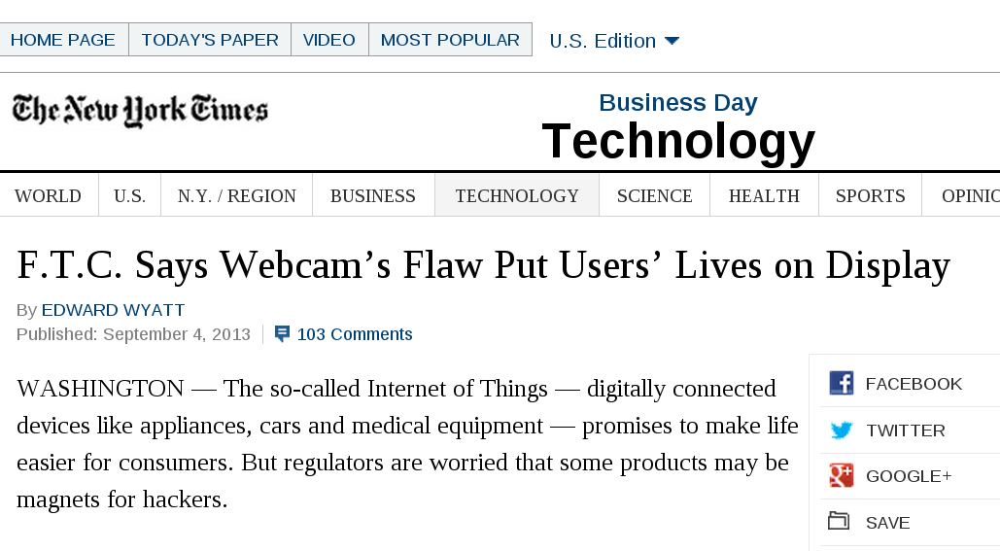 HOME PAGE TODAY'S PAPER VIDEO MOST POPULAR U.S. Edition
The New York Times
Business Day
Technology
WORLD U.S. N.Y. / REGION BUSINESS TECHNOLOGY SCIENCE HEALTH SPORTS OPINIO
F.T.C. Says Webcam’s Flaw Put Users’ Lives on Display
By EDWARD WYATT
Published: September 4, 2013 103 Comments
WASHINGTON — The so-called Internet of Things — digitally connected
devices like appliances, cars and medical equipment — promises to make life
easier for consumers. But regulators are worried that some products may be
magnets for hackers.
FACEBOOK
TWITTER
GOOGLE+
SAVE